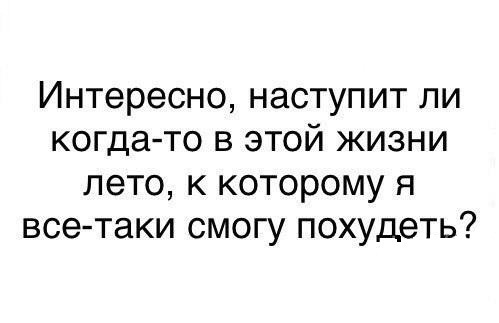 Интересно, наступит ли
когда-то в этой жизни
лето, к которому я
все-таки смогу похудеть?